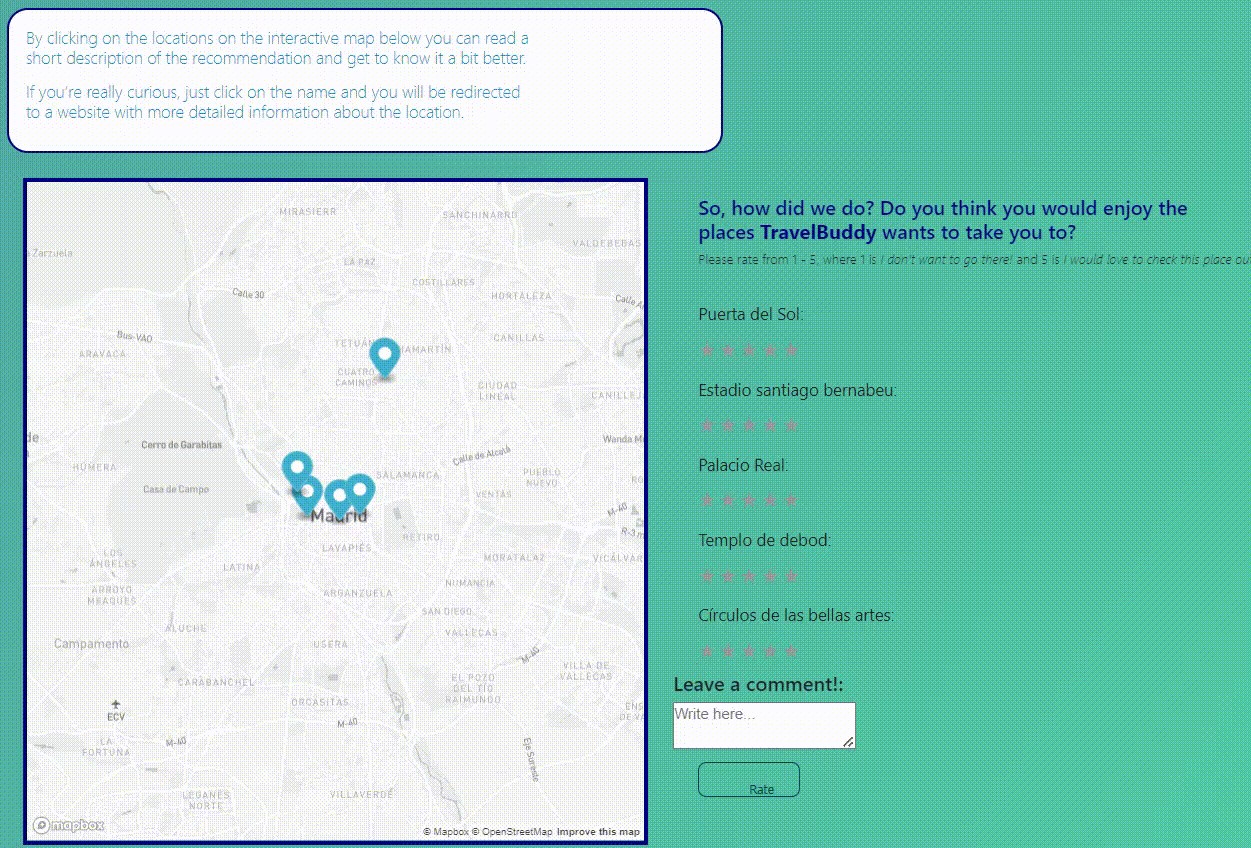 By clicking on the locations on the interactive map below you can read a
short description of the recommendation and get to know it a bit better.
If you're really curious, just click on the name and you will be redirected
to a website with more detailed information about the location.
MIRASIERR
SANCHINARRO
VALDEBEBAS
Zarzuela
LA PAZ
COSTILLARES
Calle 30
HORTALEZA
Calle A
Bus-VAO
CANILLAS
TETUÁN
AMARTÍN
ARAVACA
CUATRO
CAMINOS
CIUDAD
LINEAL
CANILLEJ
de
Cerro de Garabitas
Wanda M
Calle de Alcalá
HÚMERA
SALAMANCA
PUEBLO
NUEVO
Casa de Campo
VENTAS
M-40
Madrid
R-3
RETIRO
LOS
ÁNGELES
LAVAPIÉS
MORATALAZ
VICÁLVAR
LATINA
ARROYO
MEAQUES
NUMANCIA
ARGANZUELA
SAN DIEGO
ALUCHE
VALLECAS
Campamento
USERA
M-40
VILLA DE
VALLECAS
EL POZO
DEL TÍO
RAIMUNDO
CARABANCHEL
ORCASITAS
ENS
DE VA
ECV
M-40
LA
FORTUNA
M-40
Eje Sureste
LEGANÉS
NORTE
VILLAVERDE
mapbox
© Mapbox © OpenStreetMap Improve this map
So, how did we do? Do you think you would enjoy the
places TravelBuddy wants to take you to?
Please rate from 1 - 5, where 1 is I don't want to go there! and 5 is I would love to check this place ou
Puerta del Sol:
Estadio santiago bernabeu:
Palacio Real:
Templo de debod:
Círculos de las bellas artes:
Leave a comment!:
Write here...
Rate